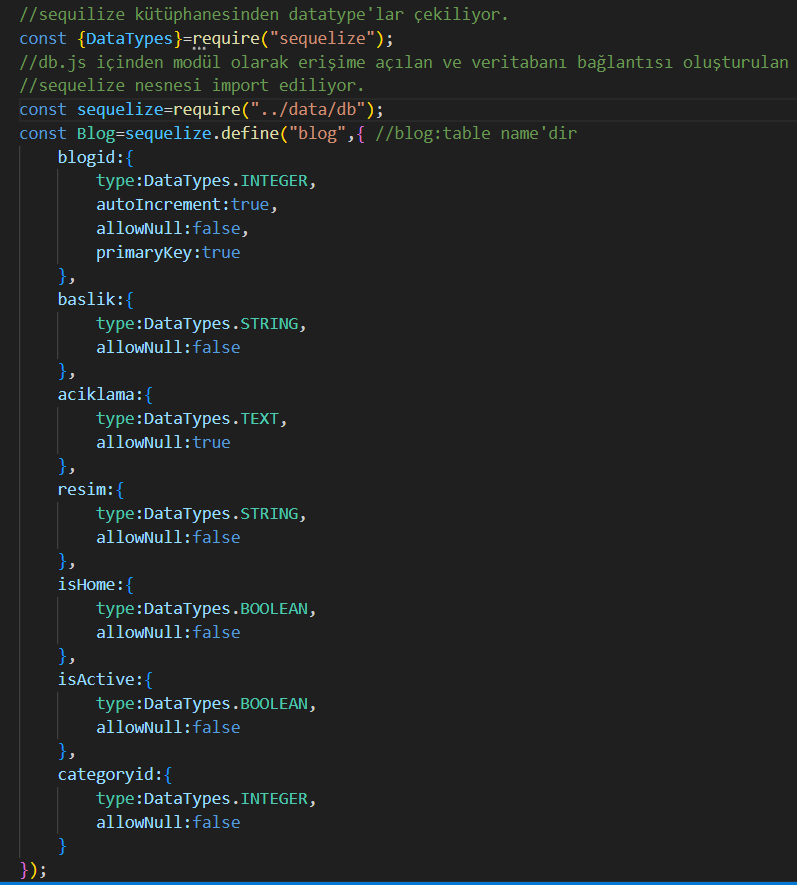 //sequilize kütüphanesinden datatype'lar çekiliyor.
const {DataTypes}=require("sequelize");
//db.js içinden modül olarak erişime açılan ve veritabanı bağlantısı oluşturulan
//sequelize nesnesi import ediliyor.
const sequelize=require("../data/db");
const Blog=sequelize.define("blog",{ //blog:table name'dir
    blogid:{
        type:DataTypes.INTEGER,
        autoIncrement:true,
        allowNull:false,
        primaryKey:true
    },
    baslik:{
        type:DataTypes.STRING,
        allowNull:false
    },
    aciklama:{
        type:DataTypes.TEXT,
        allowNull:true
    },
    resim:{
        type:DataTypes.STRING,
        allowNull:false
    },
    isHome:{
        type:DataTypes.BOOLEAN,
        allowNull:false
    },
    isActive:{
        type:DataTypes.BOOLEAN,
        allowNull:false
    },
    categoryid:{
        type:DataTypes.INTEGER,
        allowNull:false
    }
});